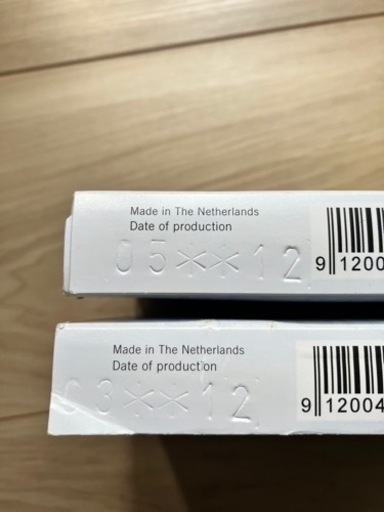 Made in The Netherlands
Date of production
05**12
9 1200
Made in The Netherlands
Date of production
03**12
9 12004